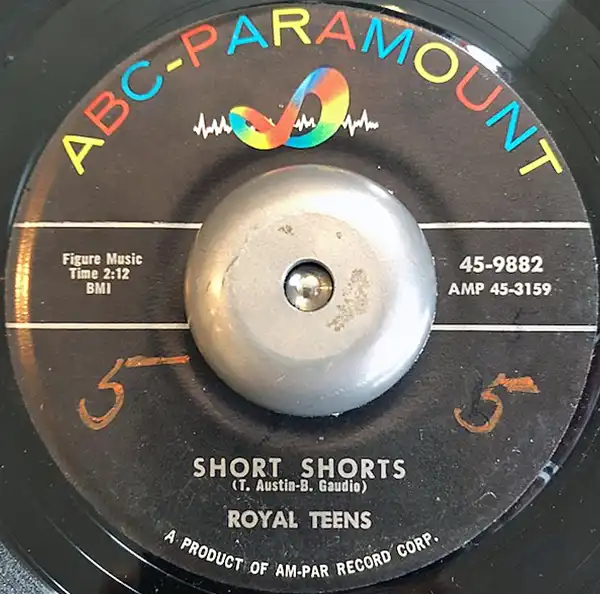 ABC-PARAMOUNT
Figure Music
Time 2:12
BMI
45-9882
AMP 45-3159
5
5
SHORT SHORTS
(T. Austin-B. Gaudio)
ROYAL TEENS
A PRODUCT OF AM-PAR RECORD CORP.